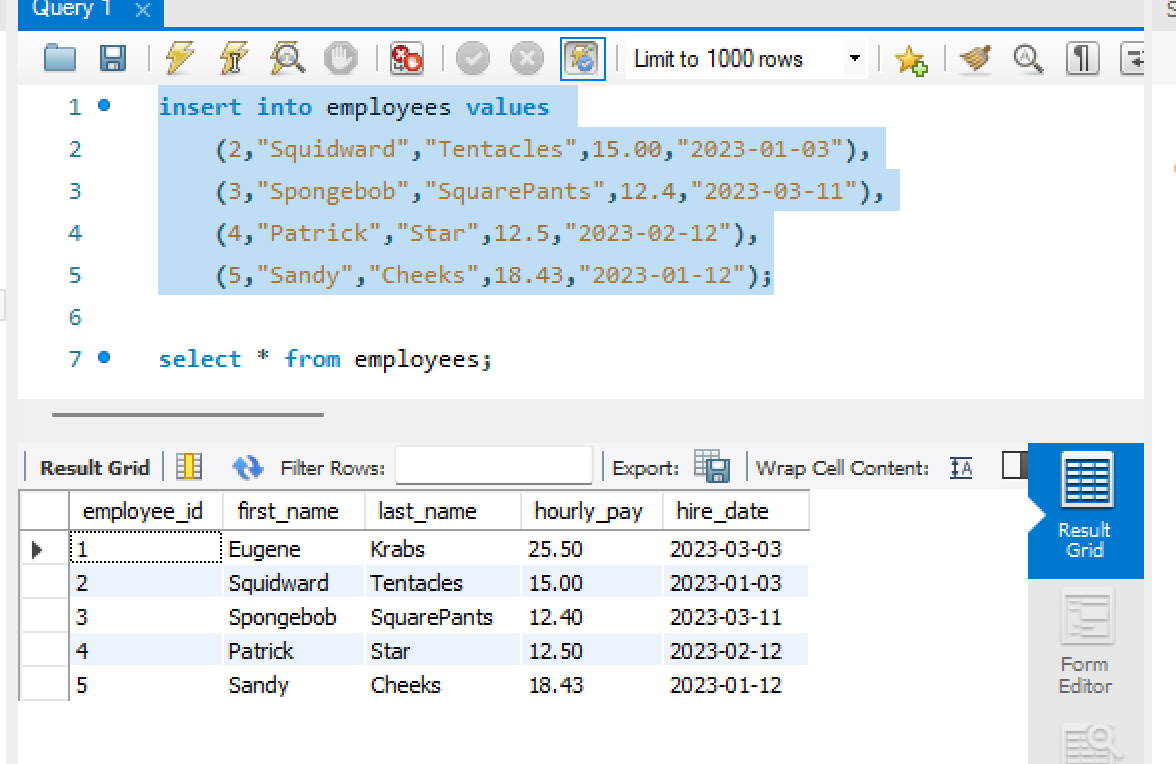 Query 1
Limit to 1000 rows
1 insert into employees values
2 (2,"Squidward","Tentacles",15.00,"2023-01-03"),
3 (3,"Spongebob","SquarePants",12.4,"2023-03-11"),
4 (4,"Patrick","Star",12.5,"2023-02-12"),
5 (5,"Sandy","Cheeks",18.43,"2023-01-12");
6
7 select * from employees;
Result Grid Filter Rows: Export: Wrap Cell Content:
employee_id first_name last_name hourly_pay hire_date
1 Eugene Krabs 25.50 2023-03-03
2 Squidward Tentacles 15.00 2023-01-03
3 Spongebob SquarePants 12.40 2023-03-11
4 Patrick Star 12.50 2023-02-12
5 Sandy Cheeks 18.43 2023-01-12
Result
Grid
Form
Editor